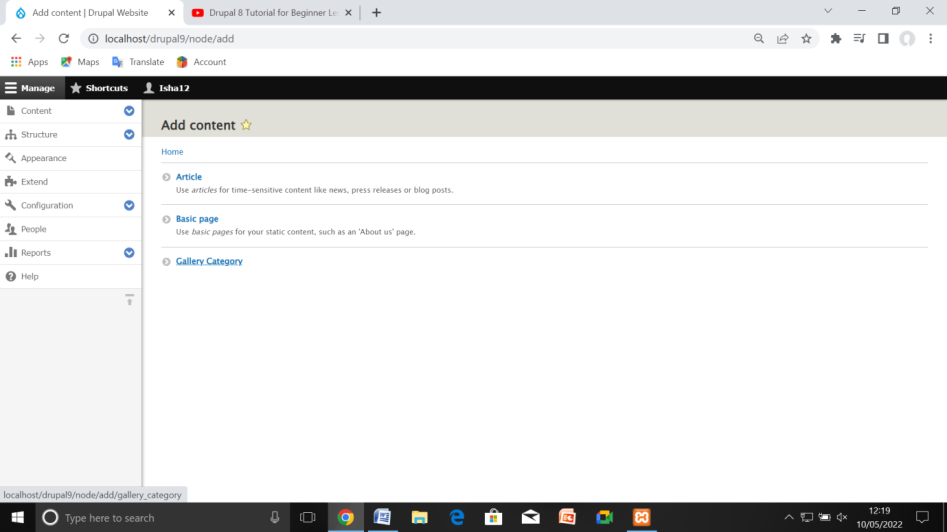 Add content | Drupal Website
Drupal 8 Tutorial for Beginner Le
localhost/drupal9/node/add
Apps Maps Translate Account
Manage Shortcuts Isha12
Content
Structure
Appearance
Extend
Configuration
People
Reports
Help
Add content
Home
Article
Use articles for time-sensitive content like news, press releases or blog posts.
Basic page
Use basic pages for your static content, such as an 'About us' page.
Gallery Category
localhost/drupal9/node/add/gallery_category
Type here to search
12:19
10/05/2022